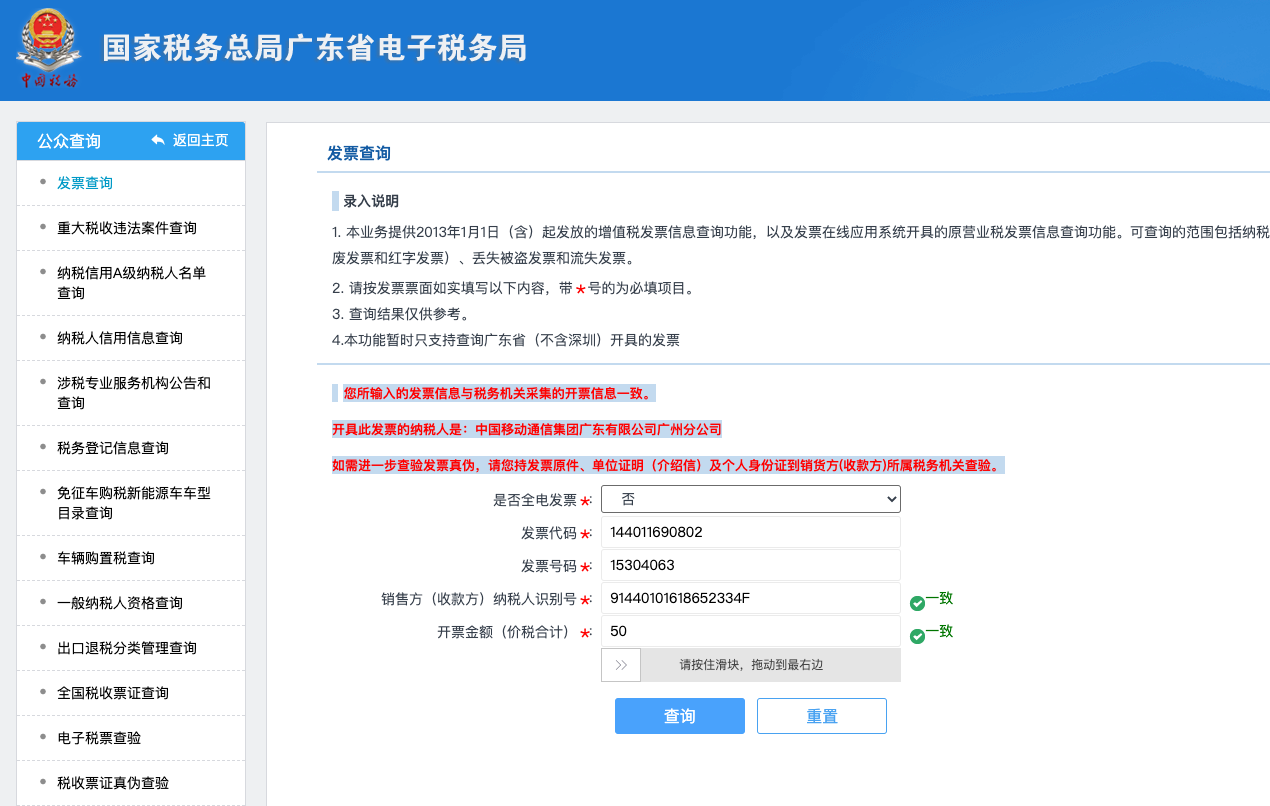 中国税务
国家税务总局广东省电子税务局
公众查询
返回主页
发票查询
重大税收违法案件查询
纳税信用A级纳税人名单
查询
纳税人信用信息查询
涉税专业服务机构公告和
查询
税务登记信息查询
免征车购税新能源车车型
目录查询
车辆购置税查询
一般纳税人资格查询
出口退税分类管理查询
全国税收票证查询
电子税票查验
税收票证真伪查验
发票查询
录入说明
1. 本业务提供2013年1月1日（含）起发放的增值税发票信息查询功能，以及发票在线应用系统开具的原营业税发票信息查询功能。可查询的范围包括纳税
废发票和红字发票）、丢失被盗发票和流失发票。
2. 请按发票票面如实填写以下内容，带*号的为必填项目。
3. 查询结果仅供参考。
4.本功能暂时只支持查询广东省（不含深圳）开具的发票
您所输入的发票信息与税务机关采集的开票信息一致。
开具此发票的纳税人是：中国移动通信集团广东有限公司广州分公司
如需进一步查验发票真伪，请您持发票原件、单位证明（介绍信）及个人身份证到销货方(收款方)所属税务机关查验。
是否全电发票*: 否
发票代码*: 144011690802
发票号码*: 15304063
销售方（收款方）纳税人识别号*: 91440101618652334F 一致
开票金额（价税合计）*: 50 一致
>> 请按住滑块，拖动到最右边
查询 重置